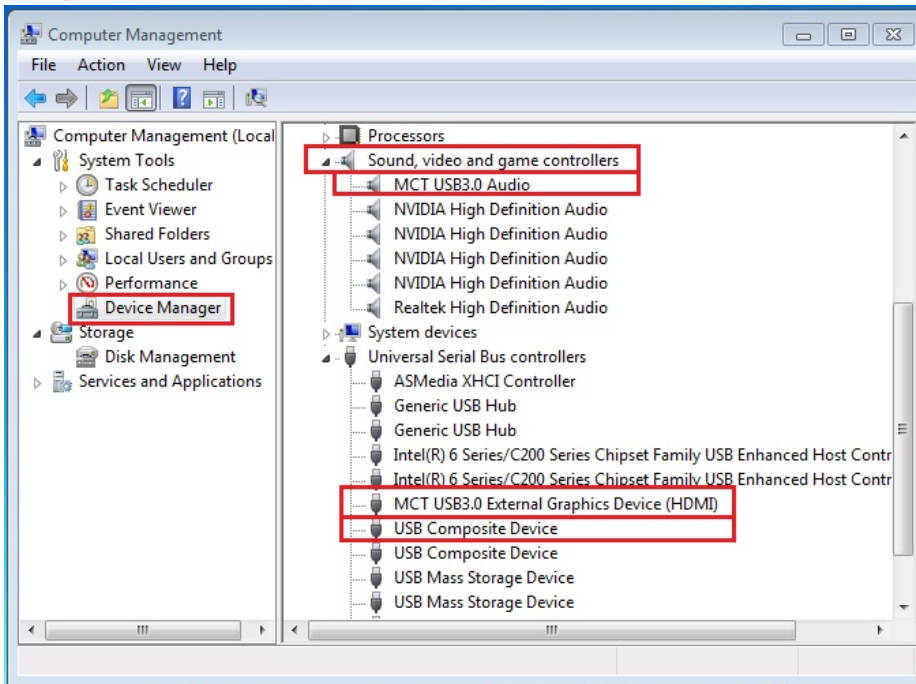 Computer Management
File Action View Help
Computer Management (Local
System Tools
Task Scheduler
Event Viewer
Shared Folders
Local Users and Groups
Performance
Device Manager
Storage
Disk Management
Services and Applications
Processors
Sound, video and game controllers
MCT USB3.0 Audio
NVIDIA High Definition Audio
NVIDIA High Definition Audio
NVIDIA High Definition Audio
NVIDIA High Definition Audio
Realtek High Definition Audio
System devices
Universal Serial Bus controllers
ASMedia XHCI Controller
Generic USB Hub
Generic USB Hub
Intel(R) 6 Series/C200 Series Chipset Family USB Enhanced Host Contr
Intel(R) 6 Series/C200 Series Chipset Family USB Enhanced Host Contr
MCT USB3.0 External Graphics Device (HDMI)
USB Composite Device
USB Composite Device
USB Mass Storage Device
USB Mass Storage Device